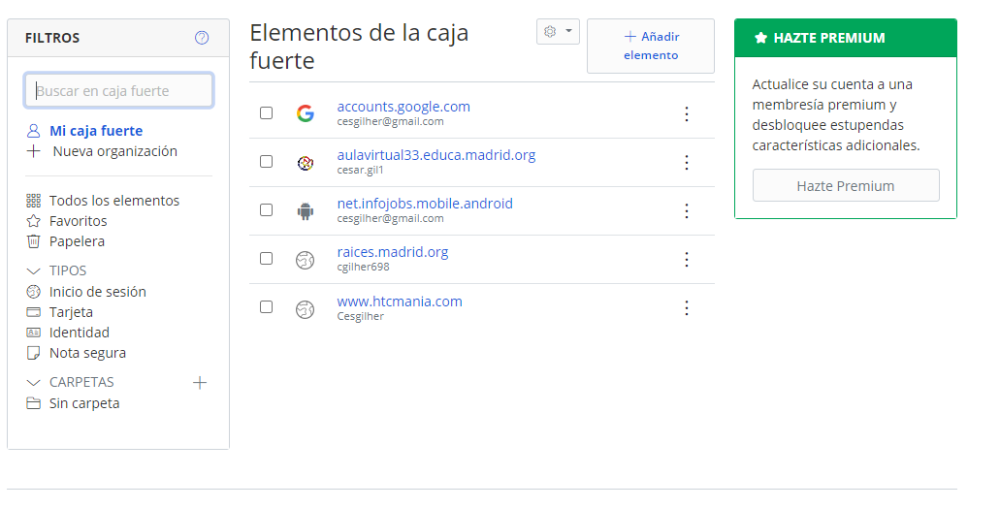 FILTROS
Buscar en caja fuerte
Mi caja fuerte
Nueva organización
Todos los elementos
Favoritos
Papelera
TIPOS
Inicio de sesión
Tarjeta
Identidad
Nota segura
CARPETAS
Sin carpeta
Elementos de la caja
fuerte
Añadir
elemento
accounts.google.com
cesgilher@gmail.com
aulavirtual33.educa.madrid.org
cesar.gil1
net.infojobs.mobile.android
cesgilher@gmail.com
raices.madrid.org
cgilher698
www.htcmania.com
Cesgilher
HAZTE PREMIUM
Actualice su cuenta a una
membresía premium y
desbloquee estupendas
características adicionales.
Hazte Premium